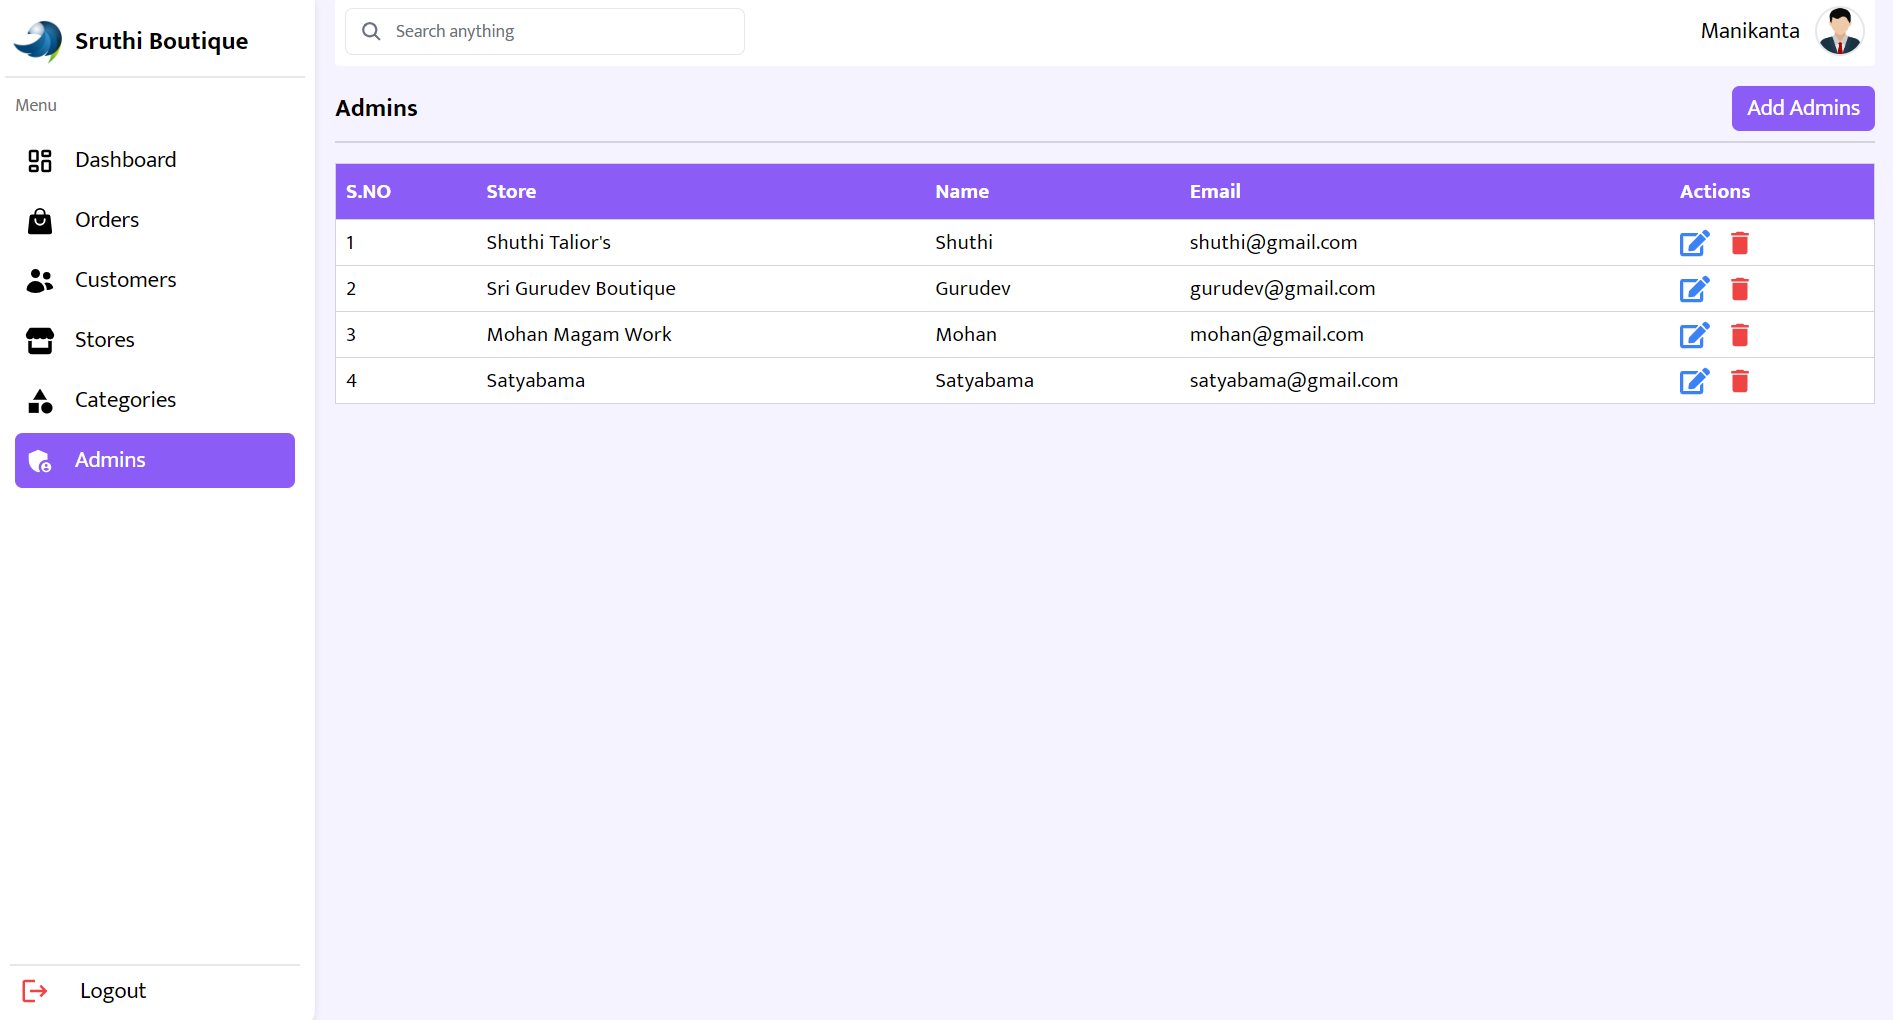 Sruthi Boutique
Menu
Dashboard
Orders
Customers
Stores
Categories
Admins
Logout
Search anything
Manikanta
Admins
Add Admins
S.NO Store Name Email Actions
1 Shuthi Talior's Shuthi shuthi@gmail.com
2 Sri Gurudev Boutique Gurudev gurudev@gmail.com
3 Mohan Magam Work Mohan mohan@gmail.com
4 Satyabama Satyabama satyabama@gmail.com